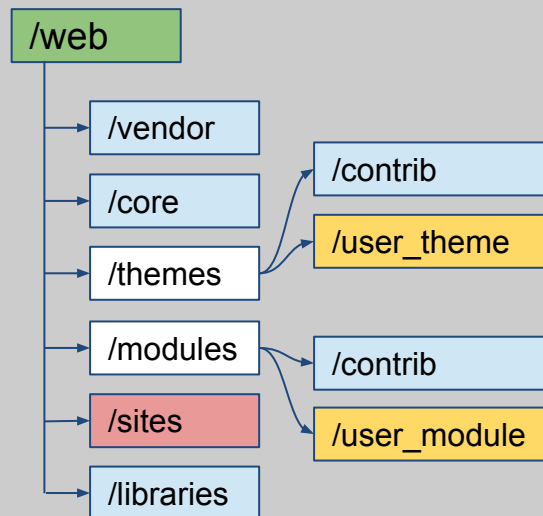 /web
/vendor
/core
/contrib
/user_theme
/themes
/modules
/contrib
/sites
/user_module
/libraries